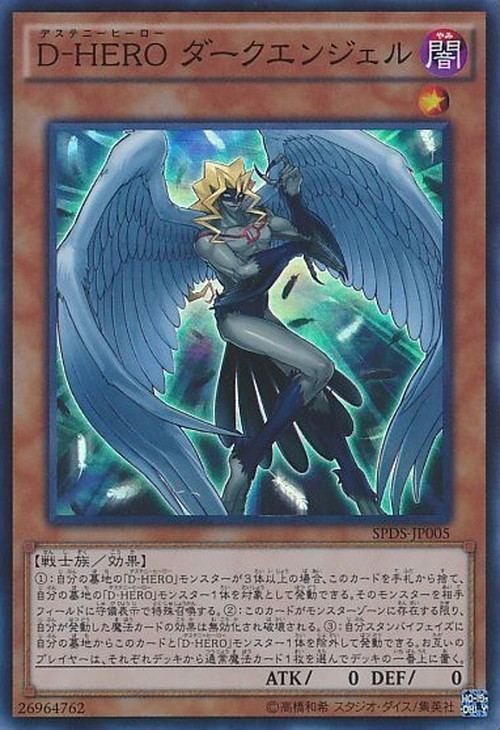 デステニーヒーロー
D-HERO ダークエンジェル
やみ
闇
D
SPDS-JP005
【戦士族/効果】
①:自分の墓地の「D-HERO」モンスターが3体以上の場合、このカードを手札から捨て、
自分の墓地の「D-HERO」モンスター1体を対象として発動できる。そのモンスターを相手
フィールドに守備表示で特殊召喚する。②:このカードがモンスターゾーンに存在する限り、
自分が発動した魔法カードの効果は無効化され破壊される。③:自分スタンバイフェイズに
自分の墓地からこのカードと「D-HERO」モンスター1体を除外して発動できる。お互いの
プレイヤーは、それぞれデッキから通常魔法カード1枚を選んでデッキの一番上に置く。
ATK/ 0 DEF/ 0
26964762
©高橋和希 スタジオ・ダイス/集英社